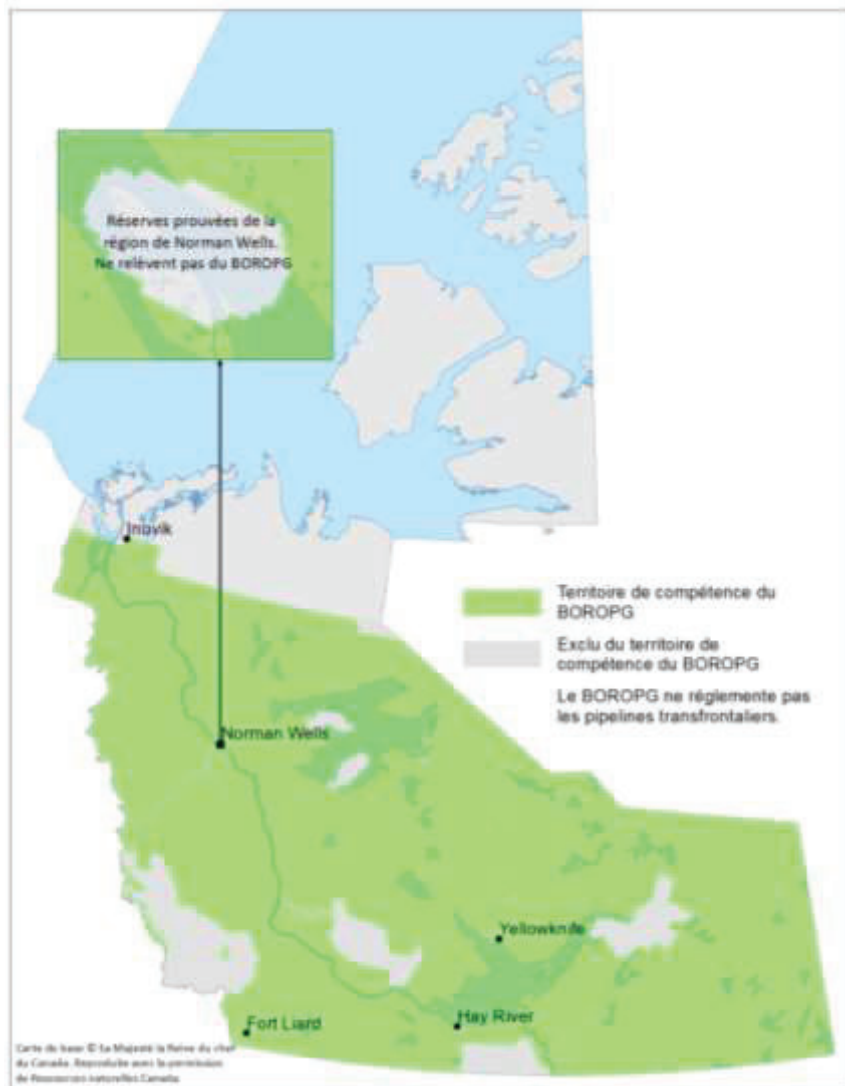 Réserves prouvées de la
région de Norman Wells.
Ne relèvent pas du BOROPG
Inuvik
Territoire de compétence du
BOROPG
Exclu du territoire de
compétence du BOROPG
Le BOROPG ne réglemente pas
les pipelines transfrontaliers.
Norman Wells
Yellowknife
Hay River
Fort Liard
Carte de base © Sa Majesté la Reine du chef
du Canada. Reproduite avec la permission
de Ressources naturelles Canada.